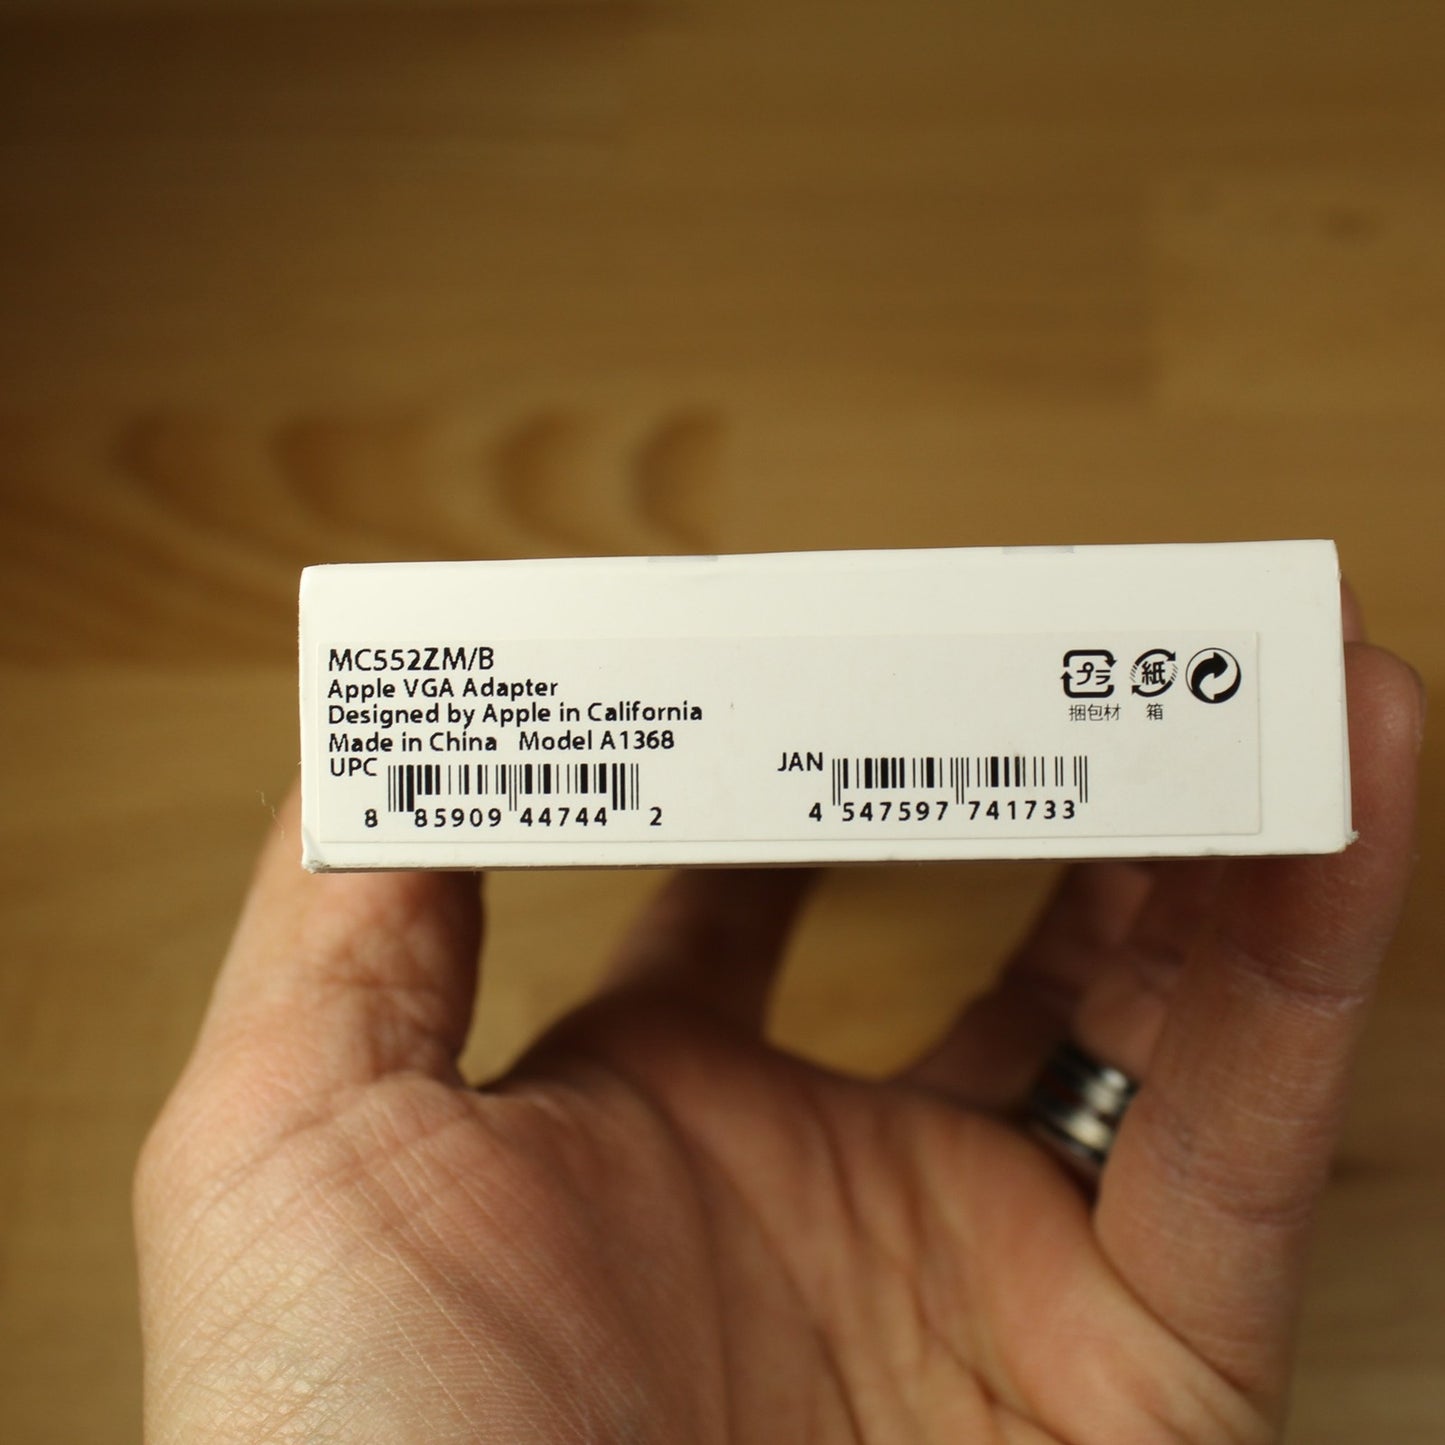 MC552ZM/B
Apple VGA Adapter
Designed by Apple in California
Made in China Model A1368
UPC
8 85909 44744 2
JAN
4 547597 741733
プラ 紙
梱包材 箱